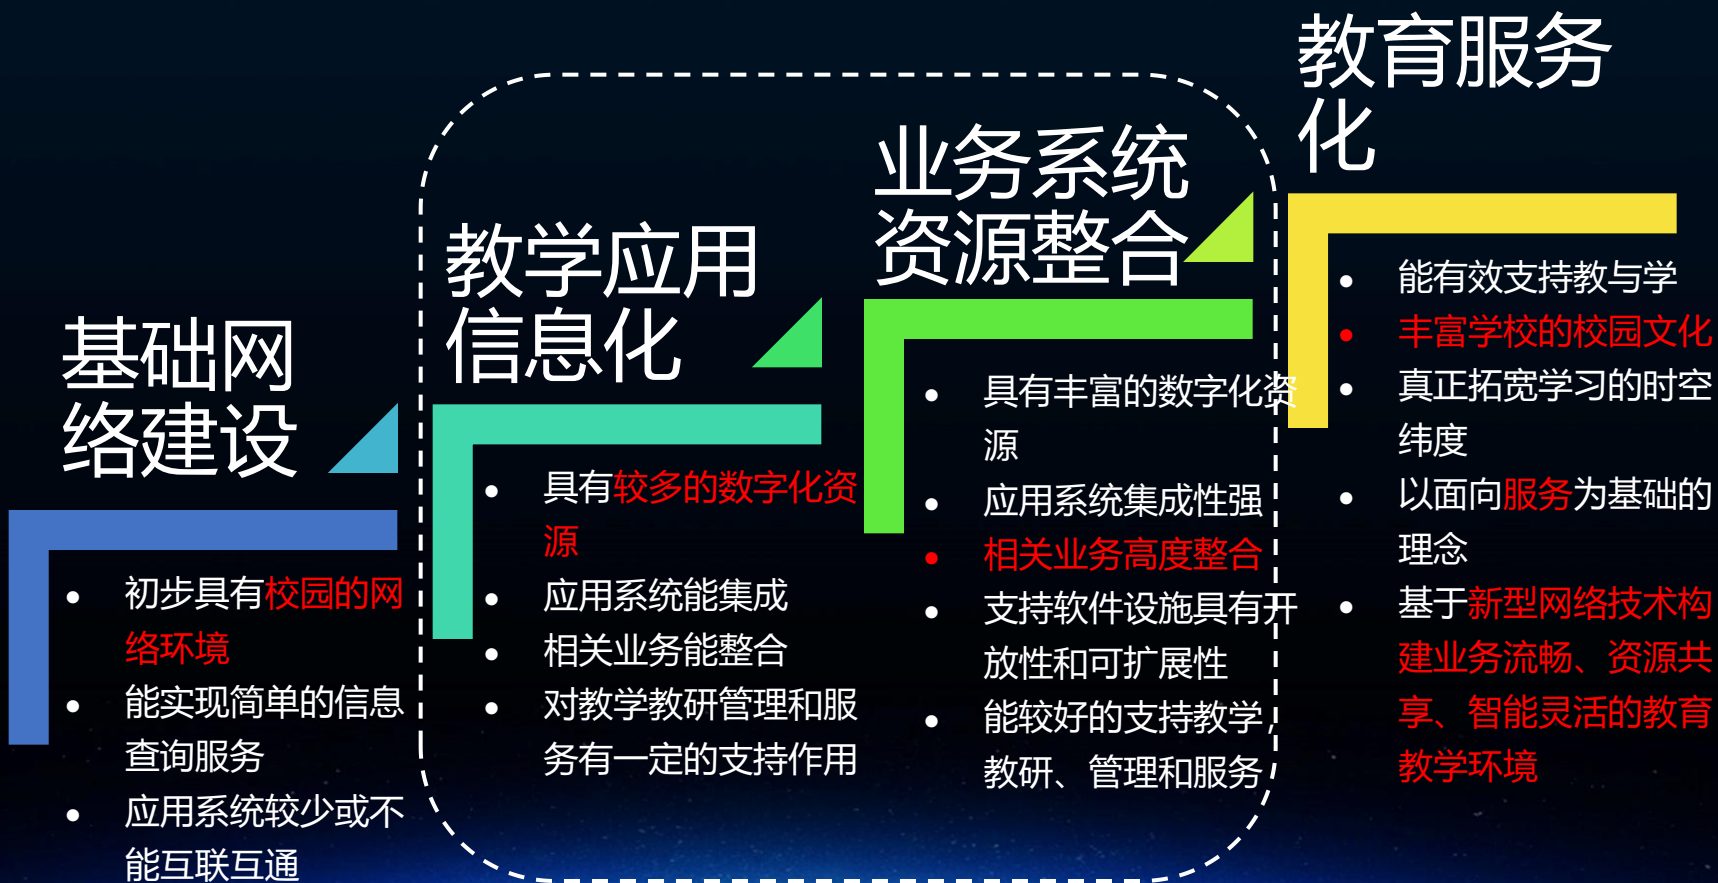 基础网
络建设
初步具有校园的网
络环境
能实现简单的信息
查询服务
应用系统较少或不
能互联互通
教学应用
信息化
具有较多的数字化资
源
应用系统能集成
相关业务能整合
对教学教研管理和服
务有一定的支持作用
业务系统
资源整合
具有丰富的数字化资
源
应用系统集成性强
相关业务高度整合
支持软件设施具有开
放性和可扩展性
能较好的支持教学,
教研、管理和服务
教育服务
化
能有效支持教与学
丰富学校的校园文化
真正拓宽学习的时空
纬度
以面向服务为基础的
理念
基于新型网络技术构
建业务流畅、资源共
享、智能灵活的教育
教学环境